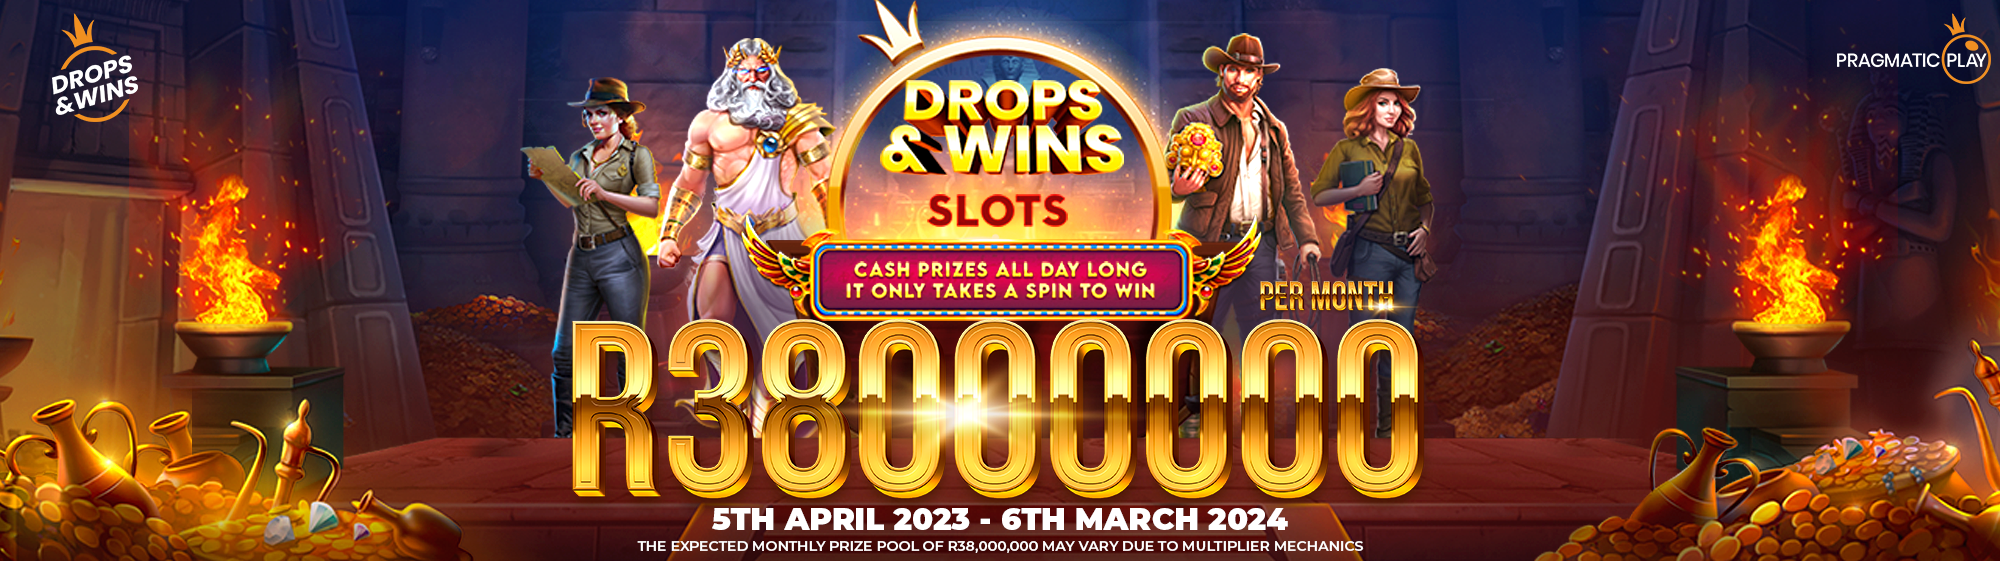 DROPS
& WINS
PRAGMATIC PLAY
DROPS
& WINS
SLOTS
CASH PRIZES ALL DAY LONG
IT ONLY TAKES A SPIN TO WIN
PER MONTH
R38000000
5TH APRIL 2023 - 6TH MARCH 2024
THE EXPECTED MONTHLY PRIZE POOL OF R38,000,000 MAY VARY DUE TO MULTIPLIER MECHANICS